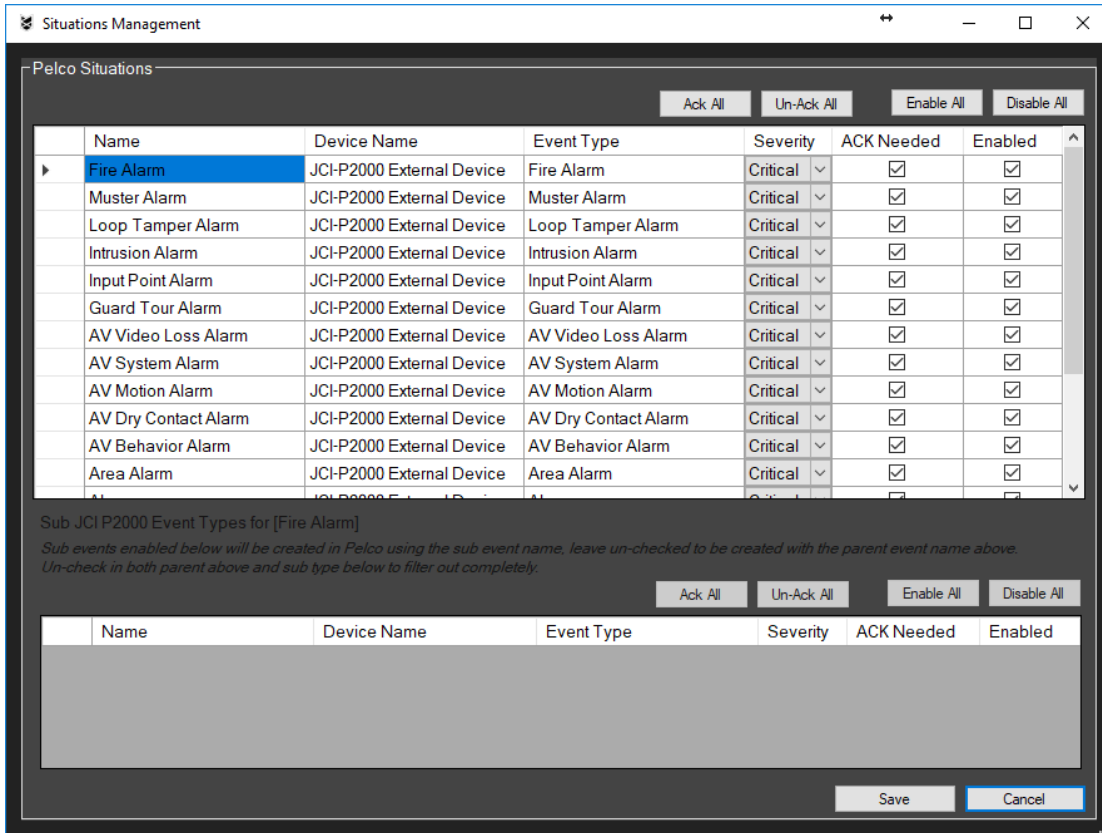 Situations Management
Pelco Situations
Ack All Un-Ack All Enable All Disable All
Name Device Name Event Type Severity ACK Needed Enabled
Fire Alarm JCI-P2000 External Device Fire Alarm Critical
Muster Alarm JCI-P2000 External Device Muster Alarm Critical
Loop Tamper Alarm JCI-P2000 External Device Loop Tamper Alarm Critical
Intrusion Alarm JCI-P2000 External Device Intrusion Alarm Critical
Input Point Alarm JCI-P2000 External Device Input Point Alarm Critical
Guard Tour Alarm JCI-P2000 External Device Guard Tour Alarm Critical
AV Video Loss Alarm JCI-P2000 External Device AV Video Loss Alarm Critical
AV System Alarm JCI-P2000 External Device AV System Alarm Critical
AV Motion Alarm JCI-P2000 External Device AV Motion Alarm Critical
AV Dry Contact Alarm JCI-P2000 External Device AV Dry Contact Alarm Critical
AV Behavior Alarm JCI-P2000 External Device AV Behavior Alarm Critical
Area Alarm JCI-P2000 External Device Area Alarm Critical
Sub JCI P2000 Event Types for [Fire Alarm]
Sub events enabled below will be created in Pelco using the sub event name, leave un-checked to be created with the parent event name above.
Un-check in both parent above and sub type below to filter out completely.
Ack All Un-Ack All Enable All Disable All
Name Device Name Event Type Severity ACK Needed Enabled
Save Cancel